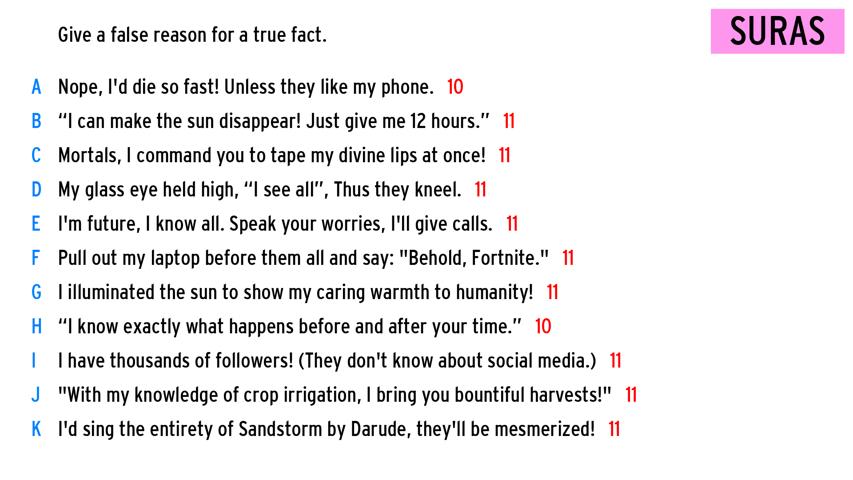 Give a false reason for a true fact.
SURAS
A Nope, I'd die so fast! Unless they like my phone. 10
B “I can make the sun disappear! Just give me 12 hours.” 11
C Mortals, I command you to tape my divine lips at once! 11
D My glass eye held high, “I see all”, Thus they kneel. 11
E I'm future, I know all. Speak your worries, I'll give calls. 11
F Pull out my laptop before them all and say: "Behold, Fortnite." 11
G I illuminated the sun to show my caring warmth to humanity! 11
H “I know exactly what happens before and after your time.” 10
I I have thousands of followers! (They don't know about social media.) 11
J "With my knowledge of crop irrigation, I bring you bountiful harvests!" 11
K I'd sing the entirety of Sandstorm by Darude, they'll be mesmerized! 11